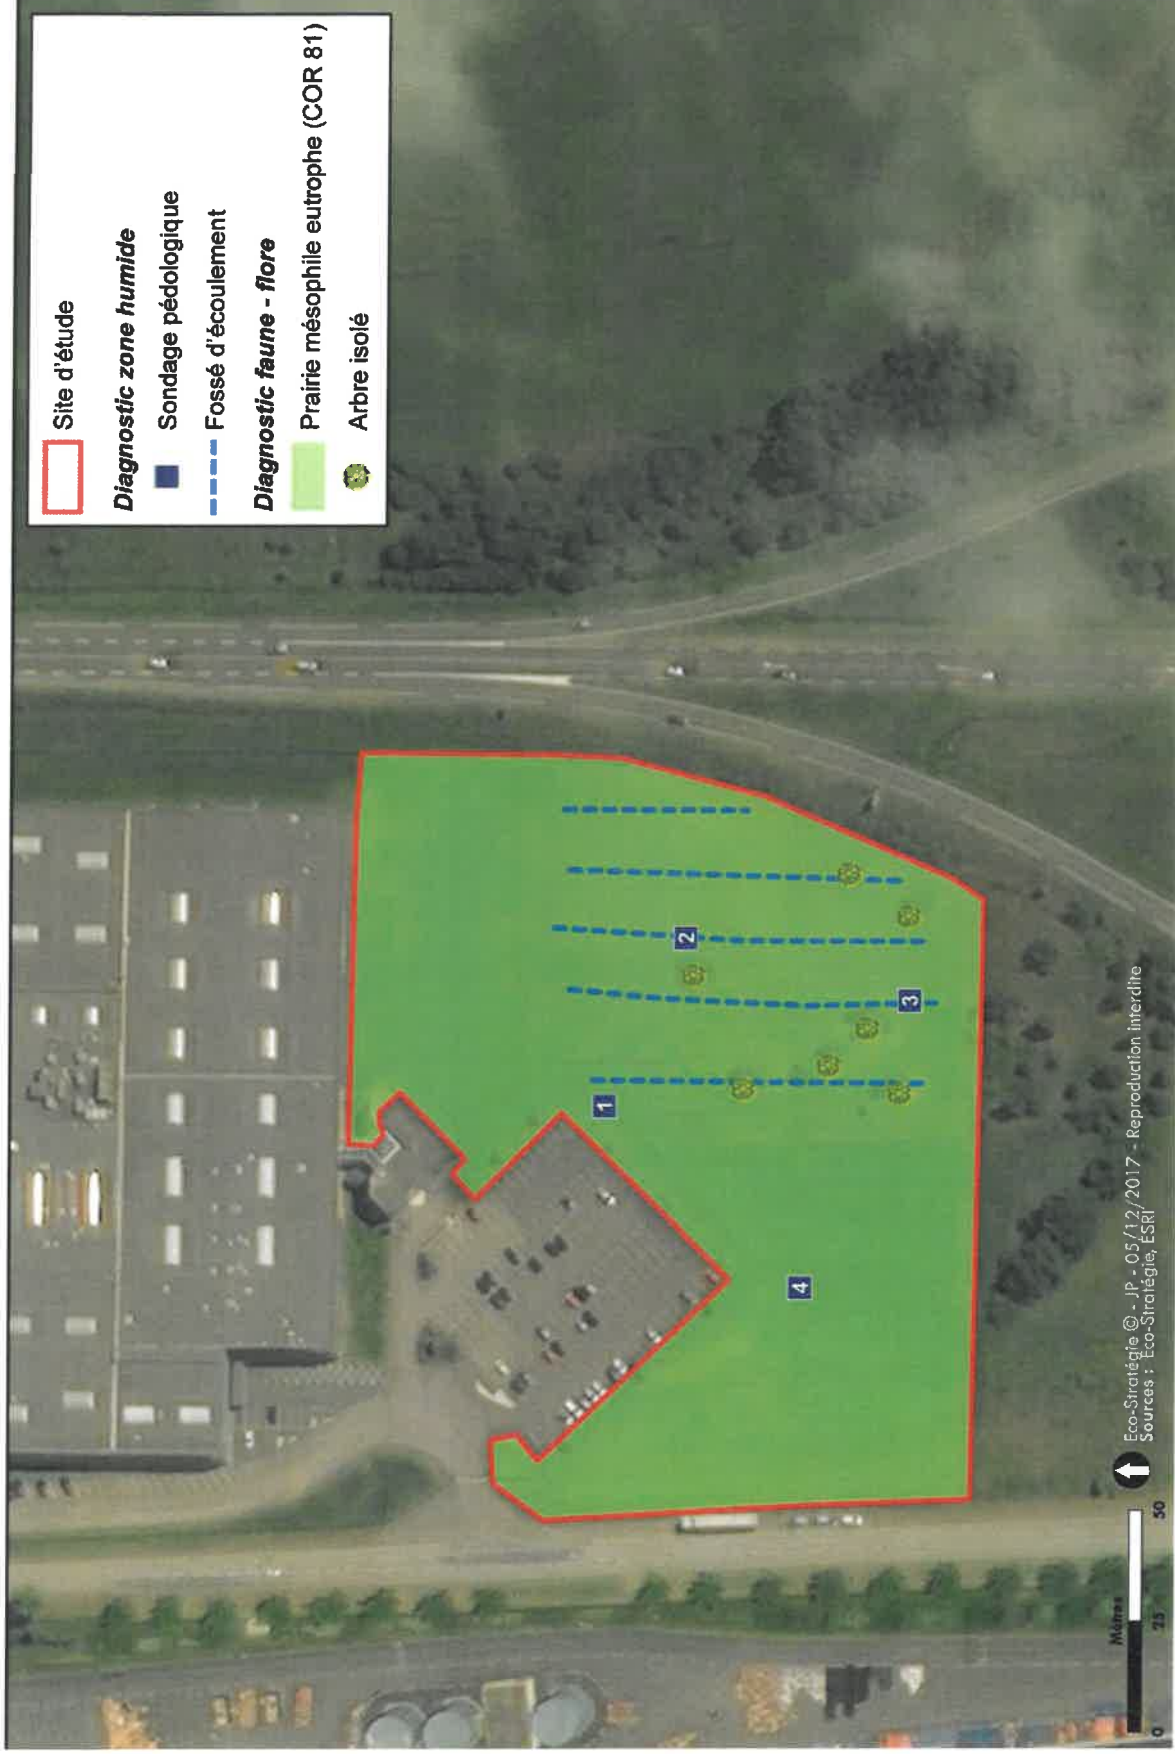 Site d'étude
Diagnostic zone humide
Sondage pédologique
Fossé d'écoulement
Diagnostic faune - flore
Prairie mésophile eutrophe (COR 81)
Arbre isolé
1
2
3
4
Mètres
0 25 50
Eco-Stratégie © - JP - 05/12/2017 - Reproduction interdite
Sources : Eco-Stratégie, ESRI